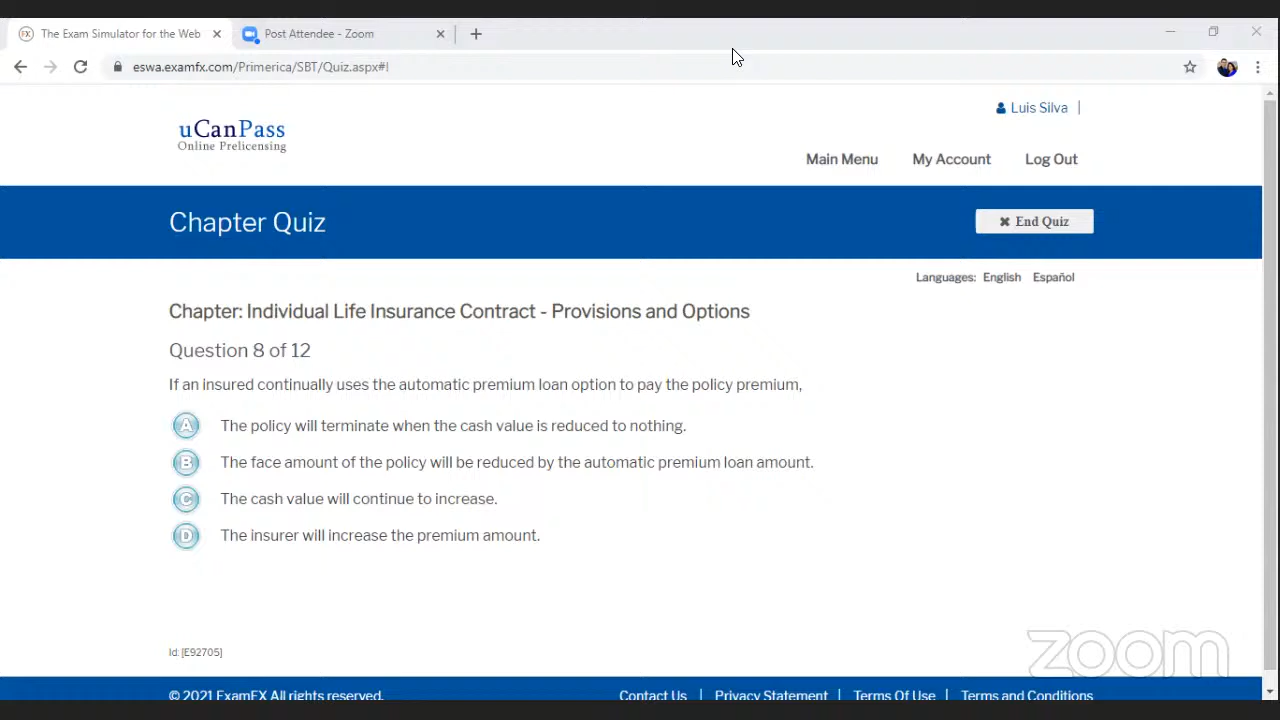 The Exam Simulator for the Web
Post Attendee - Zoom
eswa.examfx.com/Primerica/SBT/Quiz.aspx#!
Luis Silva |
uCanPass
Online Prelicensing
Main Menu My Account Log Out
Chapter Quiz
✖ End Quiz
Languages: English Español
Chapter: Individual Life Insurance Contract - Provisions and Options
Question 8 of 12
If an insured continually uses the automatic premium loan option to pay the policy premium,
A The policy will terminate when the cash value is reduced to nothing.
B The face amount of the policy will be reduced by the automatic premium loan amount.
C The cash value will continue to increase.
D The insurer will increase the premium amount.
Id: [E92705]
zoom
© 2021 ExamFX All rights reserved.
Contact Us | Privacy Statement | Terms Of Use | Terms and Conditions